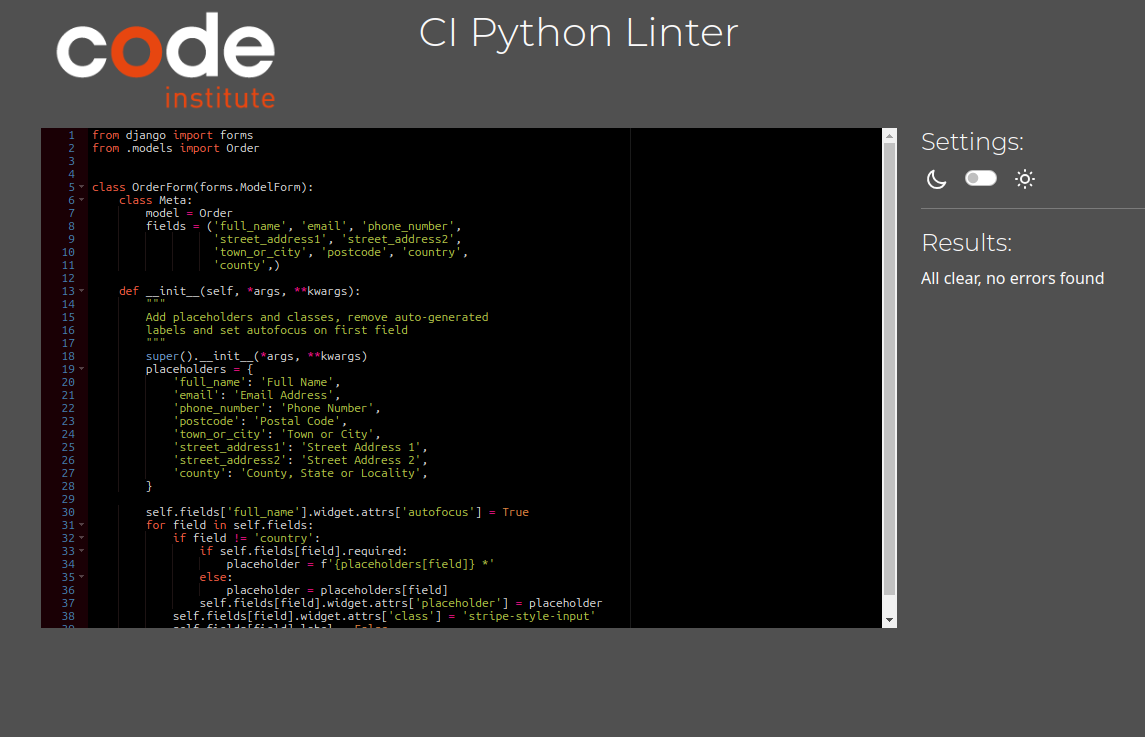 code
institute
CI Python Linter
1 from django import forms
2 from .models import Order
3
4
5 class OrderForm(forms.ModelForm):
6     class Meta:
7         model = Order
8         fields = ('full_name', 'email', 'phone_number',
9                   'street_address1', 'street_address2',
10                   'town_or_city', 'postcode', 'country',
11                   'county',)
12
13     def __init__(self, *args, **kwargs):
14         """
15         Add placeholders and classes, remove auto-generated
16         labels and set autofocus on first field
17         """
18         super().__init__(*args, **kwargs)
19         placeholders = {
20             'full_name': 'Full Name',
21             'email': 'Email Address',
22             'phone_number': 'Phone Number',
23             'postcode': 'Postal Code',
24             'town_or_city': 'Town or City',
25             'street_address1': 'Street Address 1',
26             'street_address2': 'Street Address 2',
27             'county': 'County, State or Locality',
28         }
29
30         self.fields['full_name'].widget.attrs['autofocus'] = True
31         for field in self.fields:
32             if field != 'country':
33                 if self.fields[field].required:
34                     placeholder = f'{placeholders[field]} *'
35                 else:
36                     placeholder = placeholders[field]
37                 self.fields[field].widget.attrs['placeholder'] = placeholder
38             self.fields[field].widget.attrs['class'] = 'stripe-style-input'
39             self.fields[field].label = False
Settings:
Results:
All clear, no errors found